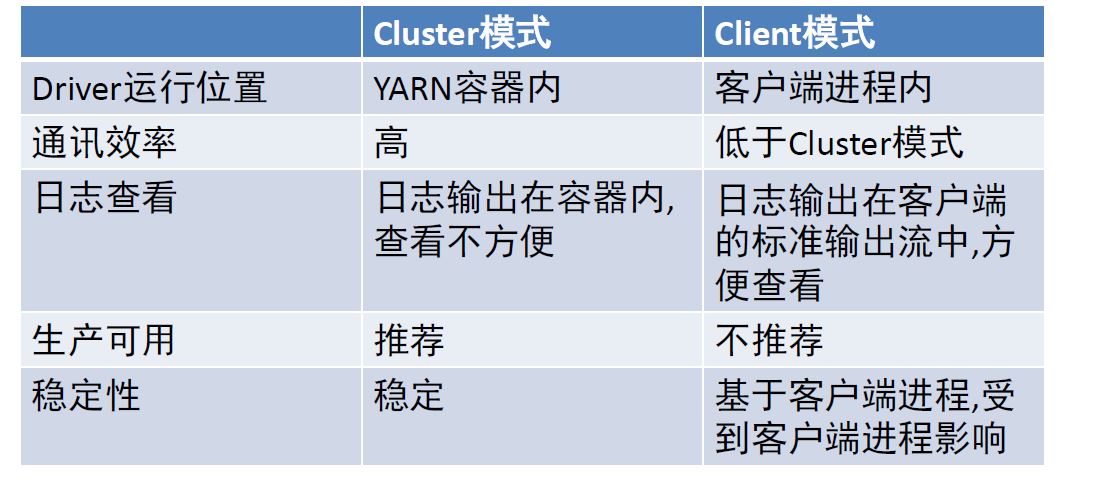 Cluster模式 Client模式
Driver运行位置 YARN容器内 客户端进程内
通讯效率 高 低于Cluster模式
日志查看 日志输出在容器内, 日志输出在客户端
查看不方便 的标准输出流中,方
便查看
生产可用 推荐 不推荐
稳定性 稳定 基于客户端进程,受
到客户端进程影响